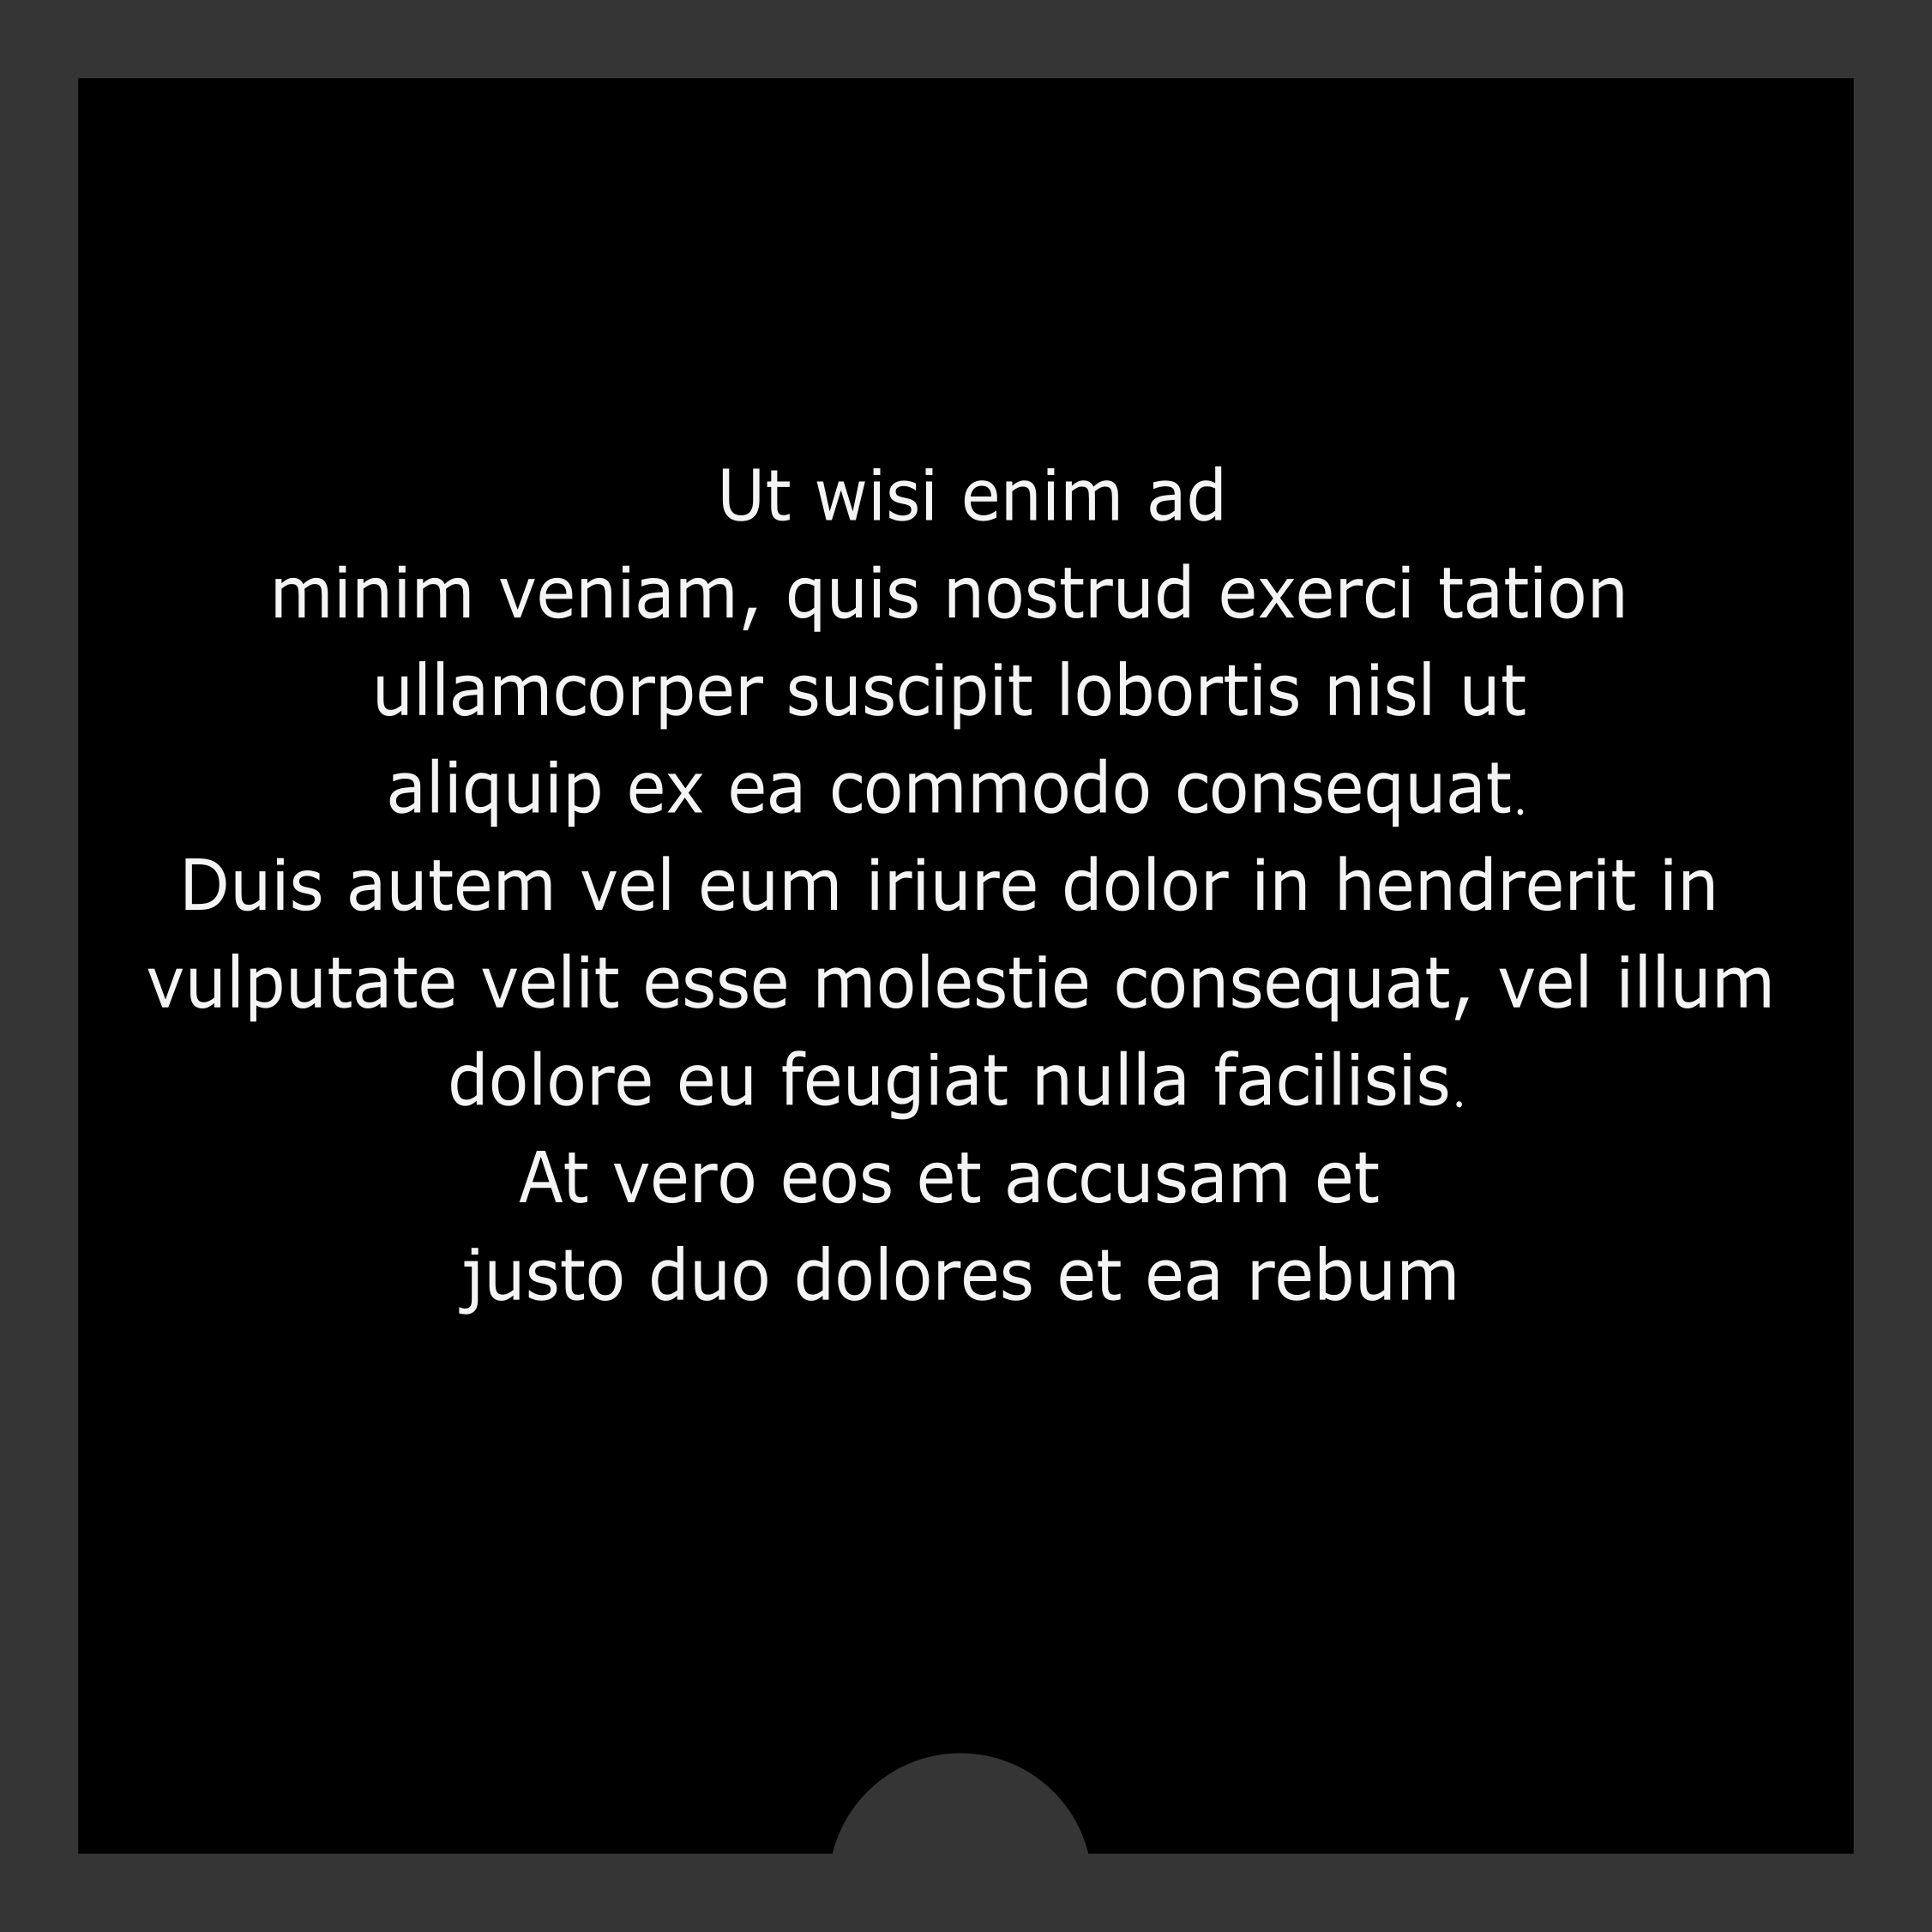 Ut wisi enim ad
minim veniam, quis nostrud exerci tation
ullamcorper suscipit lobortis nisl ut
aliquip ex ea commodo consequat.
Duis autem vel eum iriure dolor in hendrerit in
vulputate velit esse molestie consequat, vel illum
dolore eu feugiat nulla facilisis.
At vero eos et accusam et
justo duo dolores et ea rebum